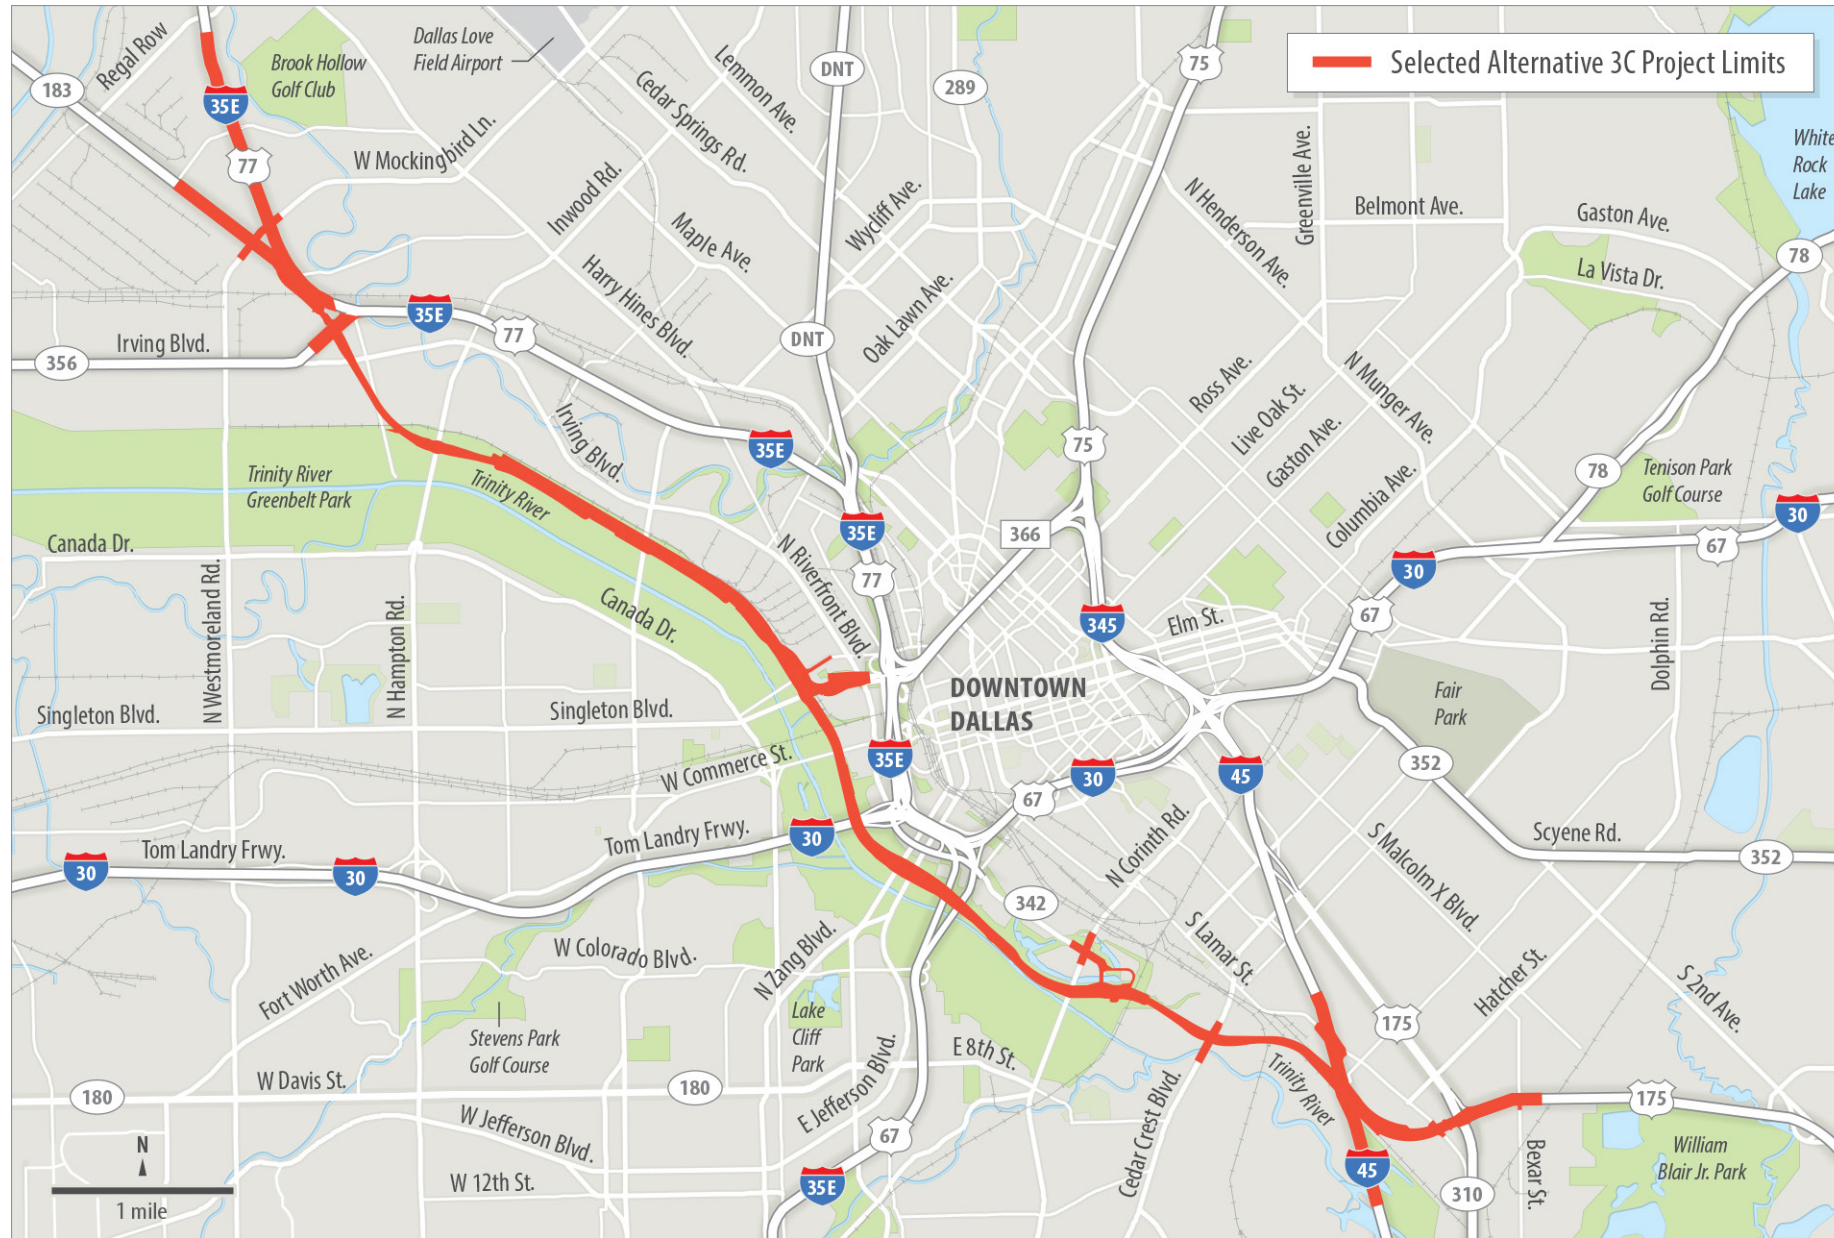 Selected Alternative 3C Project Limits
Regal Row
Brook Hollow
Golf Club
Dallas Love
Field Airport
Lemmon Ave.
DNT
75
183
35E
289
Cedar Springs Rd.
Greenville Ave.
White
Rock
Lake
77
W Mockingbird Ln.
Inwood Rd.
Wycliff Ave.
N Henderson Ave.
Belmont Ave.
Gaston Ave.
Maple Ave.
78
La Vista Dr.
Harry Hines Blvd.
Oak Lawn Ave.
35E
77
DNT
Irving Blvd.
356
Ross Ave.
N Munger Ave.
Live Oak St.
Gaston Ave.
Irving Blvd.
35E
75
Columbia Ave.
78
Tenison Park
Golf Course
Trinity River
Greenbelt Park
Trinity River
30
35E
366
67
Canada Dr.
N Riverfront Blvd.
30
77
N Westmoreland Rd.
N Hampton Rd.
Canada Dr.
345
Elm St.
67
Dolphin Rd.
DOWNTOWN
DALLAS
Fair
Park
Singleton Blvd.
Singleton Blvd.
W Commerce St.
35E
30
45
352
67
Tom Landry Frwy.
Tom Landry Frwy.
30
N Corinth Rd.
S Malcolm X Blvd.
Scyene Rd.
352
30
30
342
Fort Worth Ave.
W Colorado Blvd.
N Zang Blvd.
S Lamar St.
Hatcher St.
S 2nd Ave.
Stevens Park
Golf Course
Lake
Cliff
Park
175
E 8th St.
W Davis St.
180
180
E Jefferson Blvd.
Trinity River
175
W Jefferson Blvd.
67
Cedar Crest Blvd.
William
Blair Jr. Park
N
W 12th St.
35E
45
310
Bexar St.
1 mile